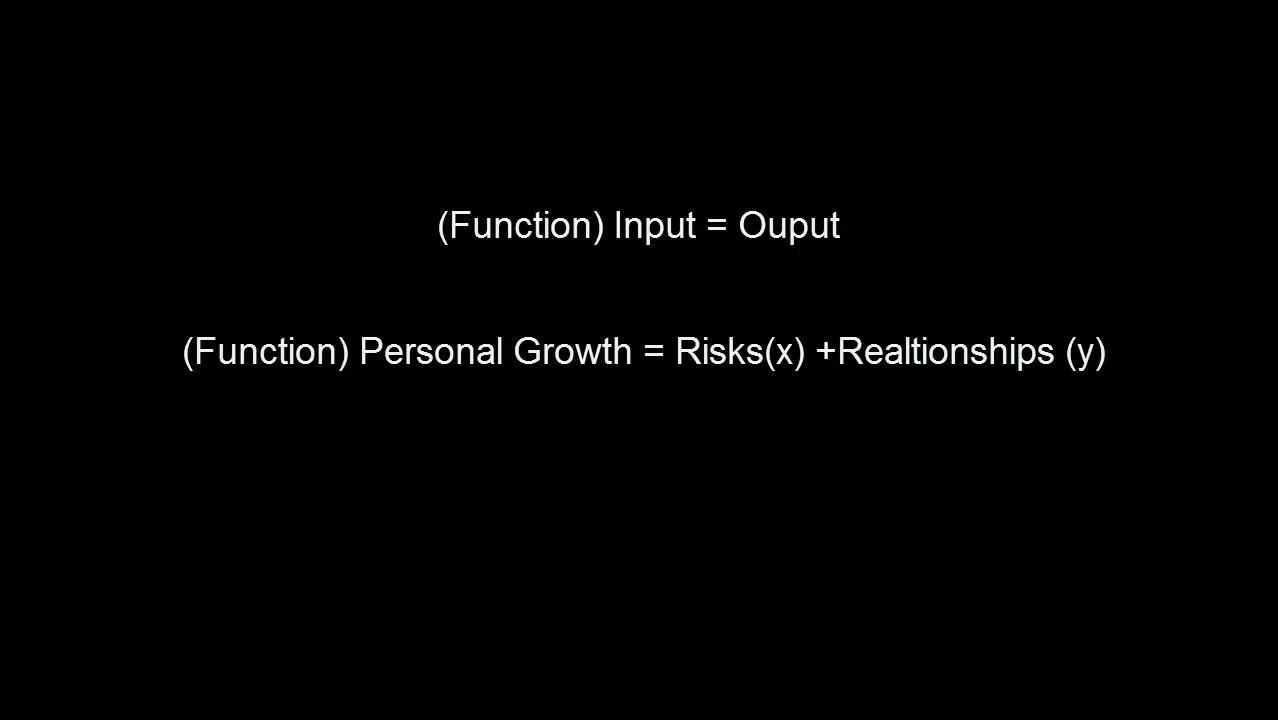 (Function) Input = Ouput
(Function) Personal Growth = Risks(x) +Realtionships (y)